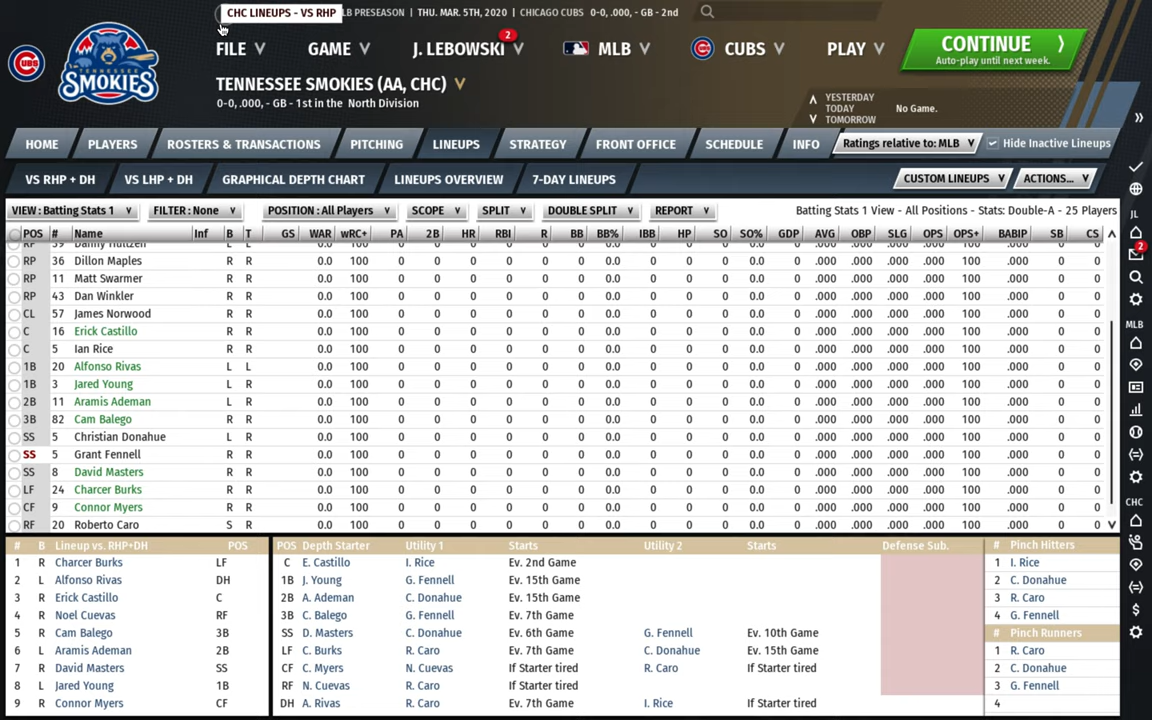 CHC LINEUPS - VS RHP LB PRESEASON | THU. MAR. 5TH, 2020 | CHICAGO CUBS 0-0, .000, - GB - 2nd
FILE GAME J. LEBOWSKI 2 MLB CUBS PLAY CONTINUE
Auto-play until next week.
TENNESSEE SMOKIES
TENNESSEE SMOKIES (AA, CHC)
0-0, .000, - GB - 1st in the North Division
YESTERDAY
TODAY No Game.
TOMORROW
HOME PLAYERS ROSTERS & TRANSACTIONS PITCHING LINEUPS STRATEGY FRONT OFFICE SCHEDULE INFO Ratings relative to: MLB Hide Inactive Lineups
VS RHP + DH VS LHP + DH GRAPHICAL DEPTH CHART LINEUPS OVERVIEW 7-DAY LINEUPS CUSTOM LINEUPS ACTIONS...
VIEW : Batting Stats 1 FILTER : None POSITION : All Players SCOPE SPLIT DOUBLE SPLIT REPORT Batting Stats 1 View - All Positions - Stats: Double-A - 25 Players
POS # Name Inf B T GS WAR wRC+ PA 2B HR RBI R BB BB% IBB SO SO% GDP AVG OBP SLG OPS OPS+ BABIP SB CS
RP 39 Danny Hultzen L L 0.0 100 0 0 0 0 0 0 0.0 0 0 0.0 0 .000 .000 .000 .000 100 .000 0 0
RP 36 Dillon Maples R R 0.0 100 0 0 0 0 0 0 0.0 0 0 0.0 0 .000 .000 .000 .000 100 .000 0 0
RP 11 Matt Swarmer R R 0.0 100 0 0 0 0 0 0 0.0 0 0 0.0 0 .000 .000 .000 .000 100 .000 0 0
RP 43 Dan Winkler R R 0.0 100 0 0 0 0 0 0 0.0 0 0 0.0 0 .000 .000 .000 .000 100 .000 0 0
CL 57 James Norwood R R 0.0 100 0 0 0 0 0 0 0.0 0 0 0.0 0 .000 .000 .000 .000 100 .000 0 0
C 16 Erick Castillo R R 0.0 100 0 0 0 0 0 0 0.0 0 0 0.0 0 .000 .000 .000 .000 100 .000 0 0
C 5 Ian Rice R R 0.0 100 0 0 0 0 0 0 0.0 0 0 0.0 0 .000 .000 .000 .000 100 .000 0 0
1B 20 Alfonso Rivas L L 0.0 100 0 0 0 0 0 0 0.0 0 0 0.0 0 .000 .000 .000 .000 100 .000 0 0
1B 3 Jared Young L R 0.0 100 0 0 0 0 0 0 0.0 0 0 0.0 0 .000 .000 .000 .000 100 .000 0 0
2B 11 Aramis Ademan L R 0.0 100 0 0 0 0 0 0 0.0 0 0 0.0 0 .000 .000 .000 .000 100 .000 0 0
3B 82 Cam Balego R R 0.0 100 0 0 0 0 0 0 0.0 0 0 0.0 0 .000 .000 .000 .000 100 .000 0 0
SS 5 Christian Donahue L R 0.0 100 0 0 0 0 0 0 0.0 0 0 0.0 0 .000 .000 .000 .000 100 .000 0 0
SS 5 Grant Fennell R R 0.0 100 0 0 0 0 0 0 0.0 0 0 0.0 0 .000 .000 .000 .000 100 .000 0 0
SS 8 David Masters R R 0.0 100 0 0 0 0 0 0 0.0 0 0 0.0 0 .000 .000 .000 .000 100 .000 0 0
LF 24 Charcer Burks R R 0.0 100 0 0 0 0 0 0 0.0 0 0 0.0 0 .000 .000 .000 .000 100 .000 0 0
CF 9 Connor Myers R R 0.0 100 0 0 0 0 0 0 0.0 0 0 0.0 0 .000 .000 .000 .000 100 .000 0 0
RF 20 Roberto Caro S R 0.0 100 0 0 0 0 0 0 0.0 0 0 0.0 0 .000 .000 .000 .000 100 .000 0 0
# B Lineup vs. RHP+DH POS POS Depth Starter Utility 1 Starts Utility 2 Starts Defense Sub. # Pinch Hitters
1 R Charcer Burks LF C E. Castillo I. Rice Ev. 2nd Game 1 I. Rice
2 L Alfonso Rivas DH 1B J. Young G. Fennell Ev. 15th Game 2 C. Donahue
3 R Erick Castillo C 2B A. Ademan C. Donahue Ev. 15th Game 3 R. Caro
4 R Noel Cuevas RF 3B C. Balego G. Fennell Ev. 7th Game 4 G. Fennell
5 R Cam Balego 3B SS D. Masters C. Donahue Ev. 6th Game G. Fennell Ev. 10th Game # Pinch Runners
6 L Aramis Ademan 2B LF C. Burks R. Caro Ev. 7th Game C. Donahue Ev. 15th Game 1 R. Caro
7 R David Masters SS CF C. Myers N. Cuevas If Starter tired R. Caro If Starter tired 2 C. Donahue
8 L Jared Young 1B RF N. Cuevas R. Caro If Starter tired 3 G. Fennell
9 R Connor Myers CF DH A. Rivas R. Caro Ev. 7th Game I. Rice If Starter tired 4
JL
2
MLB
CHC